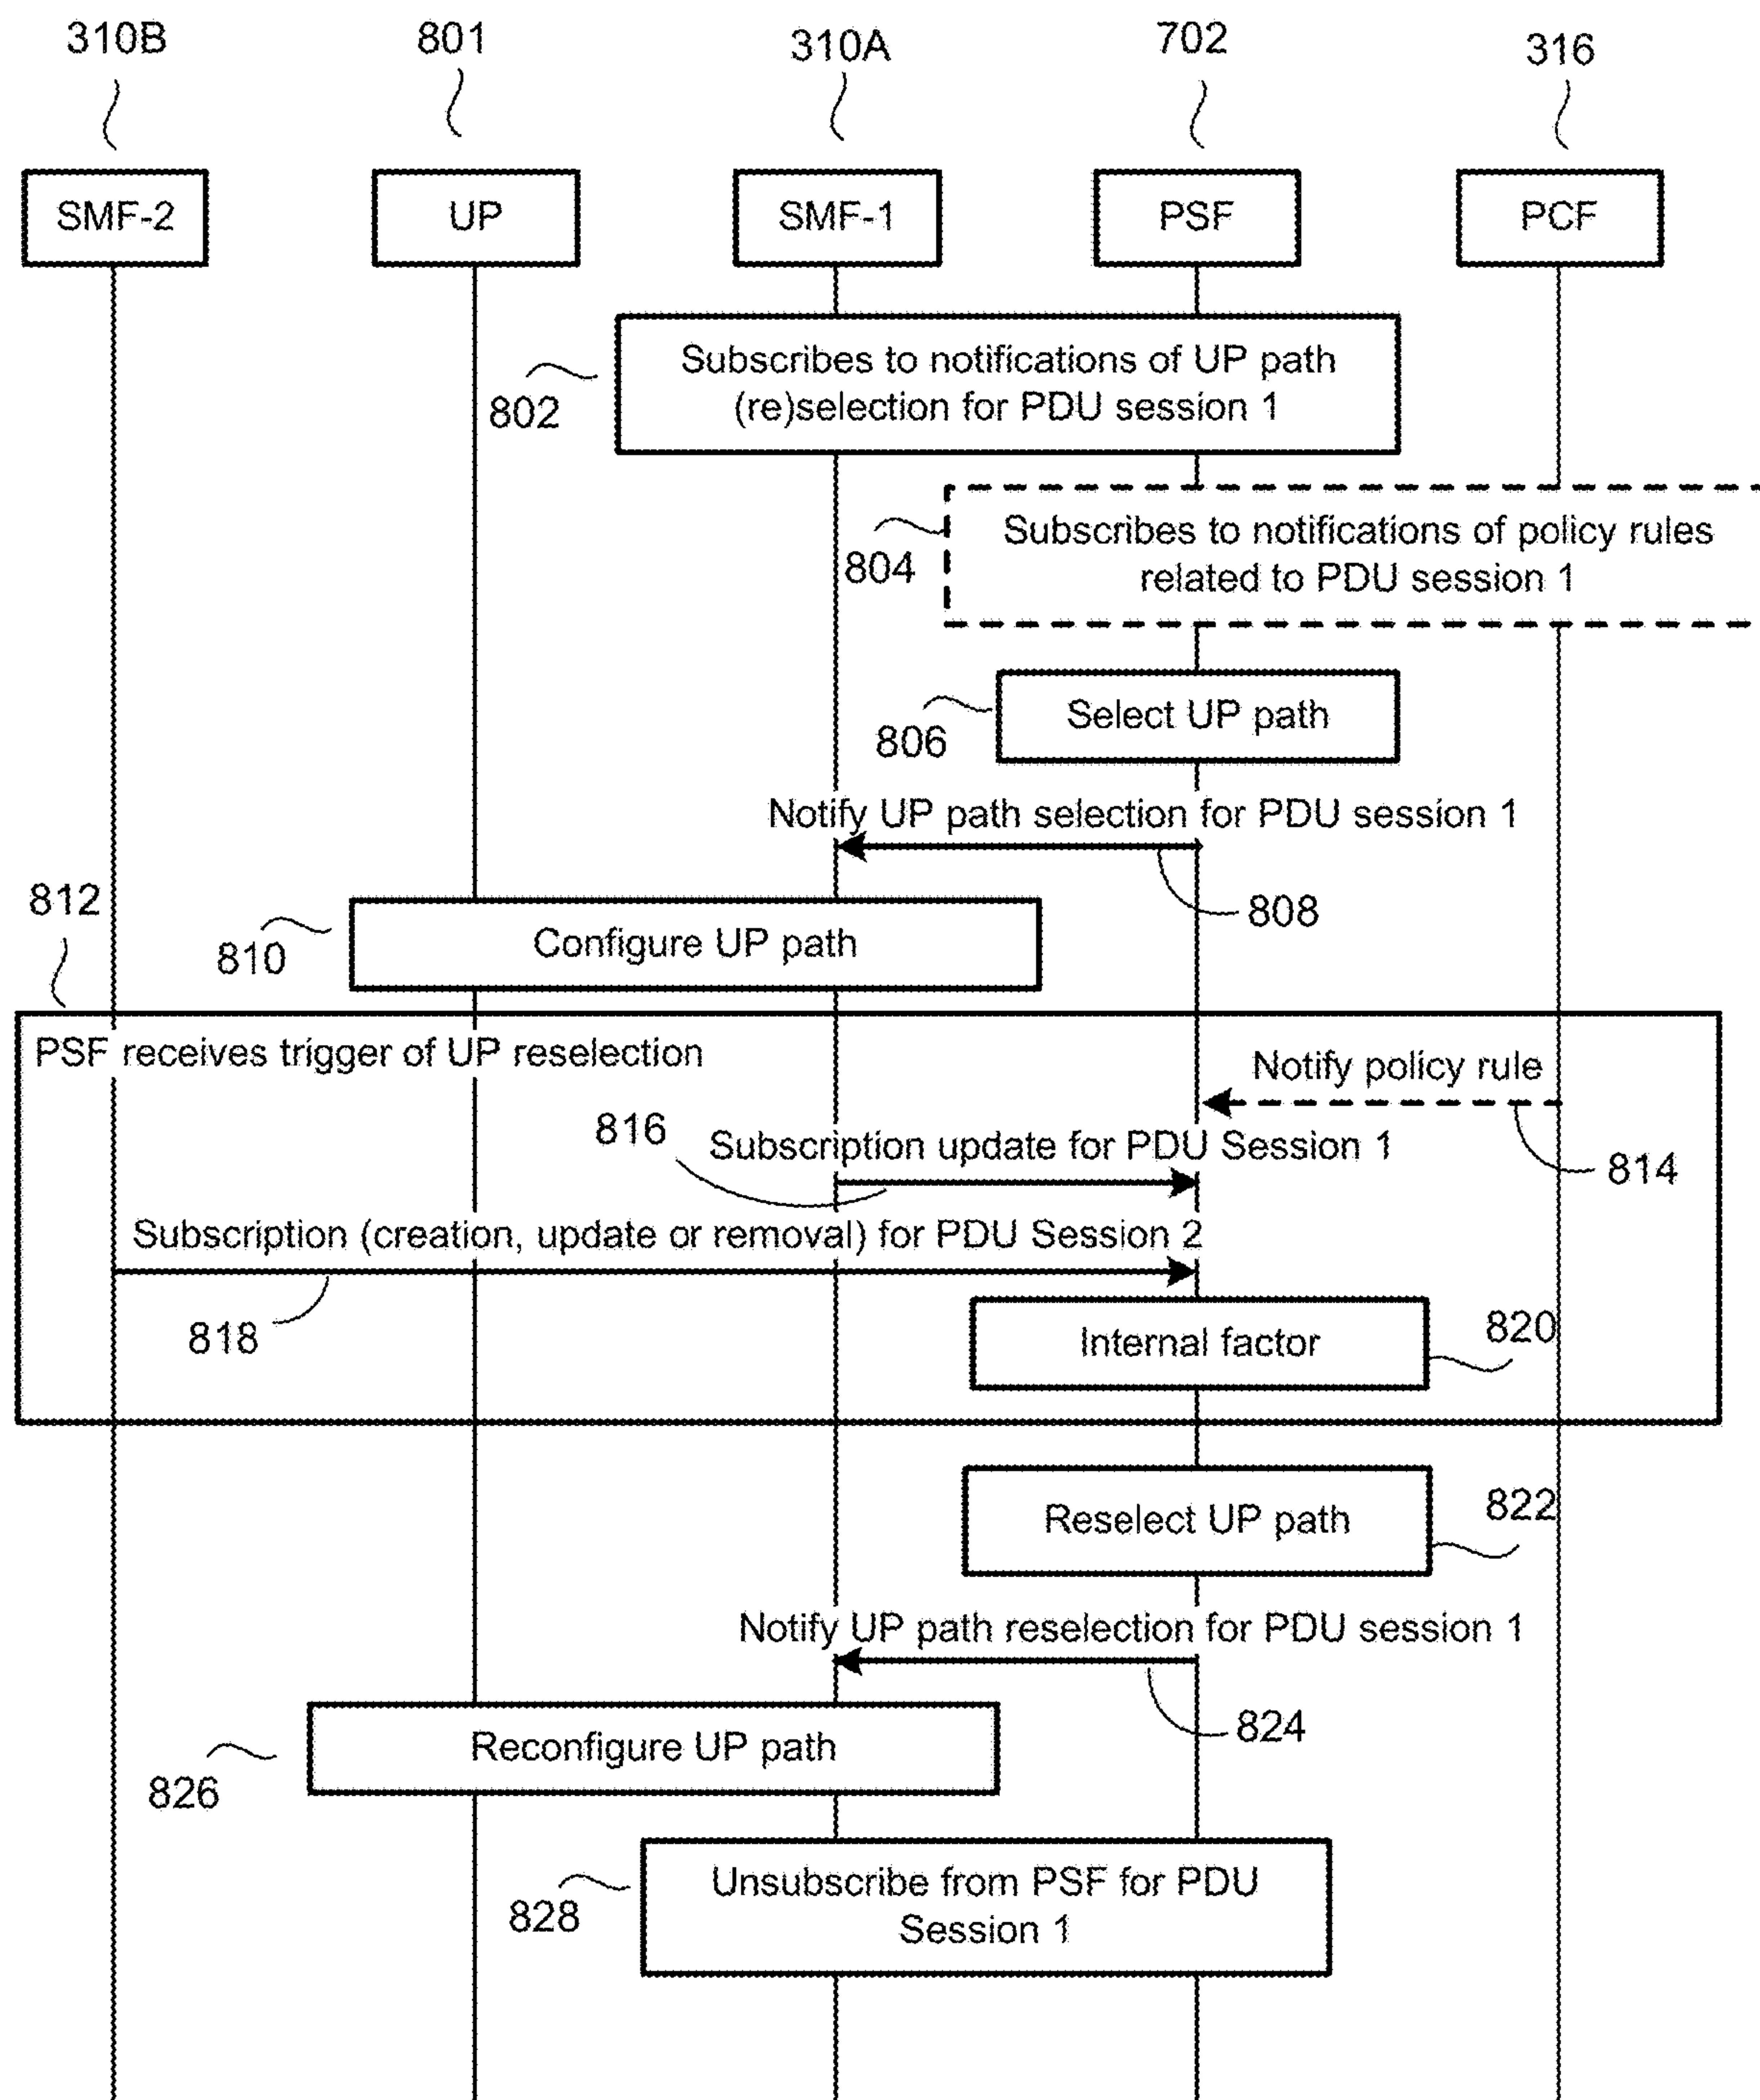 310B
801
310A
702
316
SMF-2
UP
SMF-1
PSF
PCF
Subscribes to notifications of UP path
(re)selection for PDU session 1
802
Subscribes to notifications of policy rules
related to PDU session 1
804
Select UP path
806
Notify UP path selection for PDU session 1
808
812
Configure UP path
810
PSF receives trigger of UP reselection
Notify policy rule
814
816
Subscription update for PDU Session 1
Subscription (creation, update or removal) for PDU Session 2
818
Internal factor
820
Reselect UP path
822
Notify UP path reselection for PDU session 1
824
Reconfigure UP path
826
Unsubscribe from PSF for PDU
Session 1
828